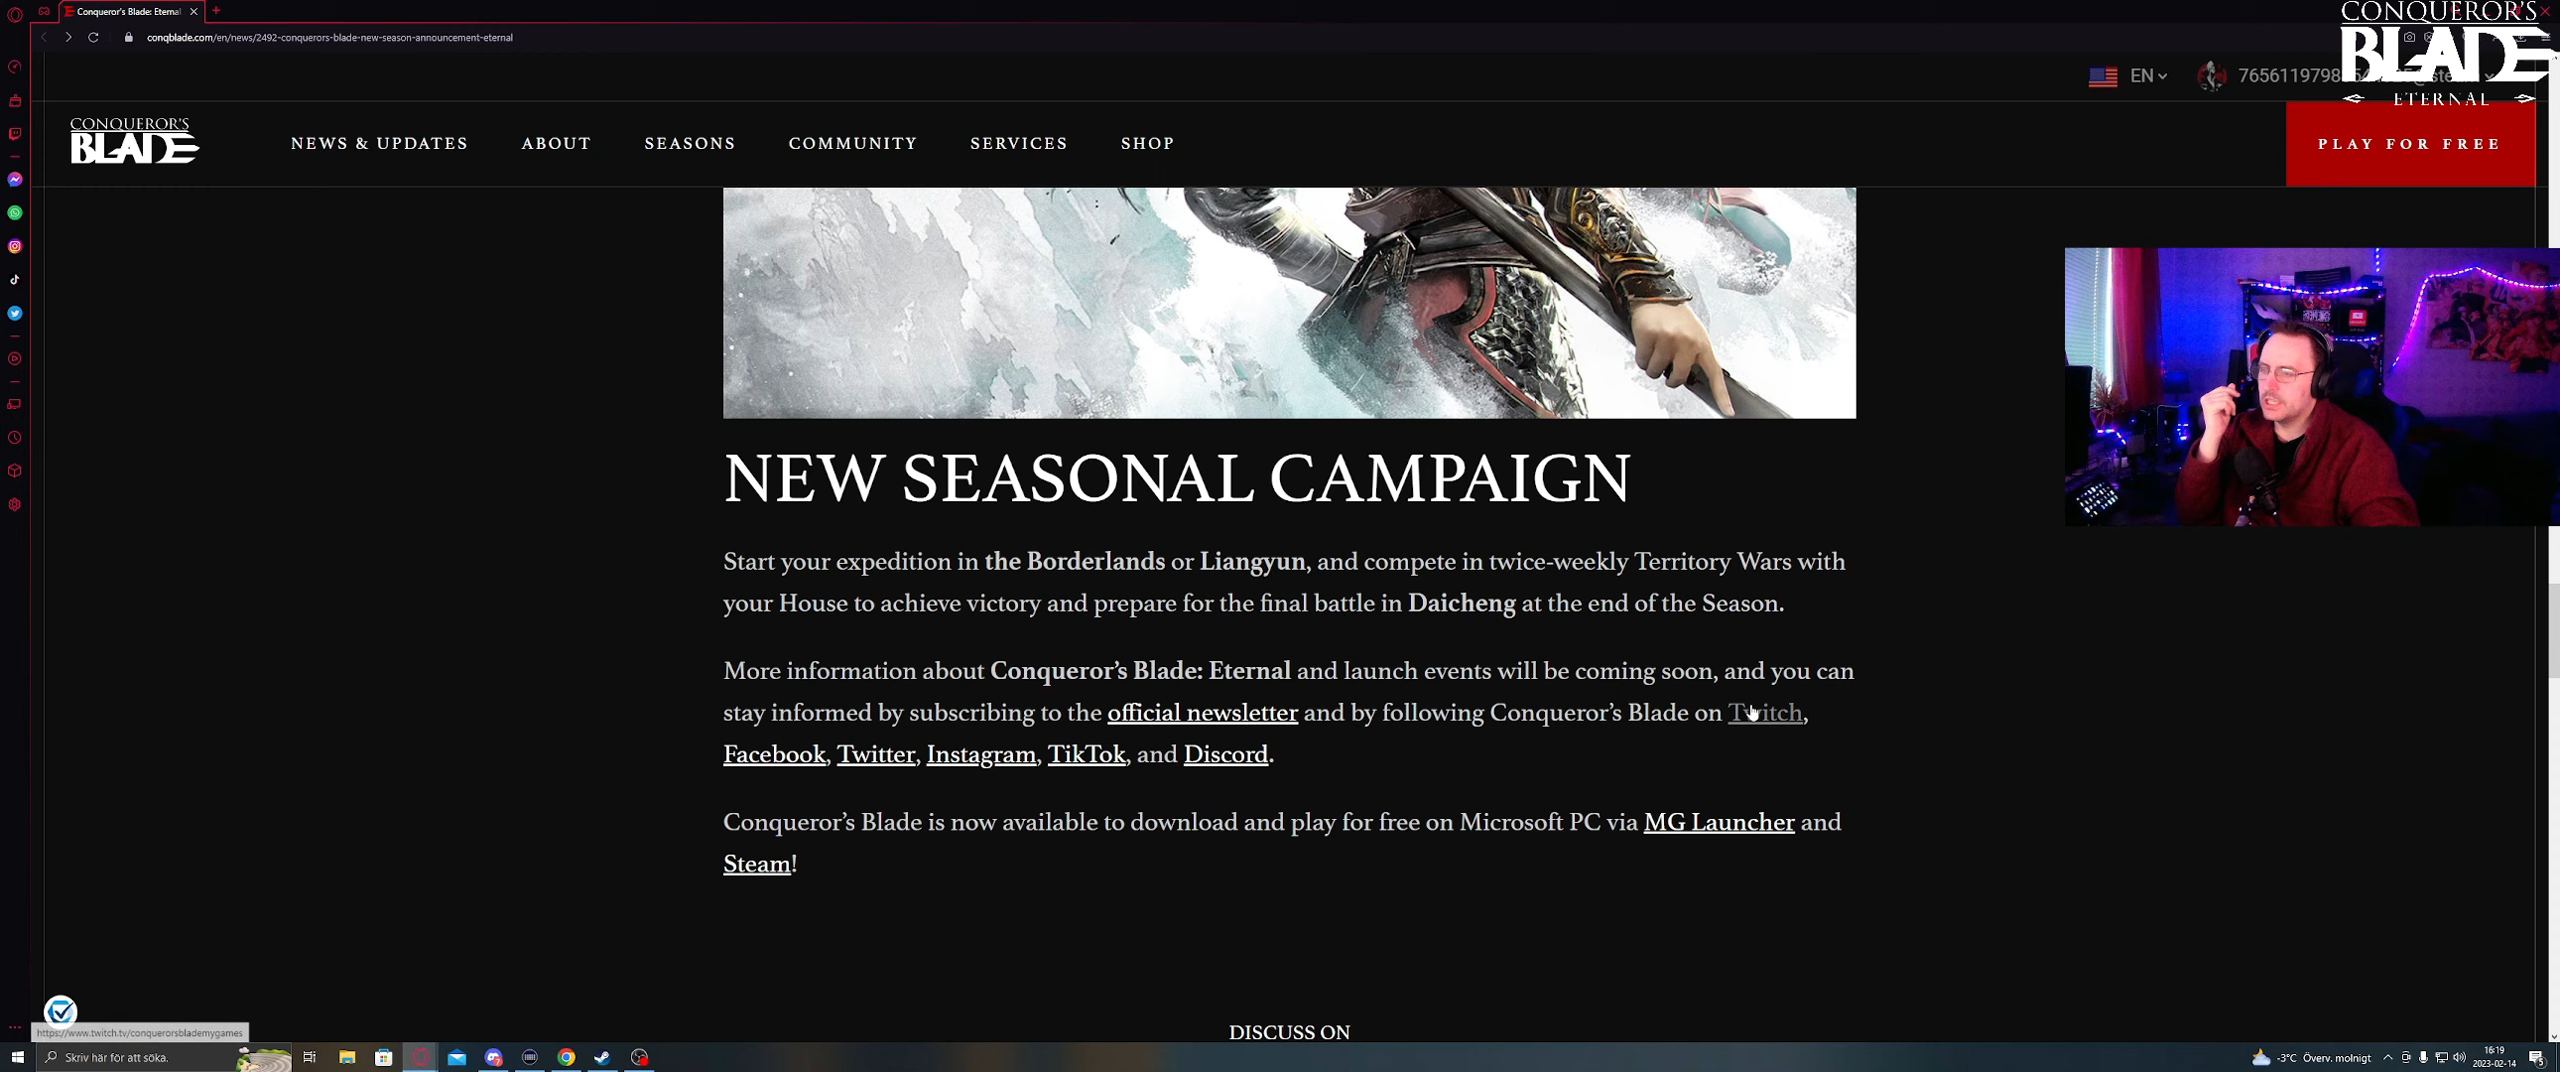 Conqueror's Blade: Eternal
conqblade.com/en/news/2492-conquerors-blade-new-season-announcement-eternal
CONQUEROR'S
BLADE
ETERNAL
EN
CONQUEROR'S
BLADE
NEWS & UPDATES
ABOUT
SEASONS
COMMUNITY
SERVICES
SHOP
PLAY FOR FREE
NEW SEASONAL CAMPAIGN
Start your expedition in the Borderlands or Liangyun, and compete in twice-weekly Territory Wars with
your House to achieve victory and prepare for the final battle in Daicheng at the end of the Season.
More information about Conqueror's Blade: Eternal and launch events will be coming soon, and you can
stay informed by subscribing to the official newsletter and by following Conqueror's Blade on Twitch,
Facebook, Twitter, Instagram, TikTok, and Discord.
Conqueror's Blade is now available to download and play for free on Microsoft PC via MG Launcher and
Steam!
DISCUSS ON
https://www.twitch.tv/conquerorsblademygames
Skriv här för att söka.
-3°C Överv. molnigt
16:19
2023-02-14